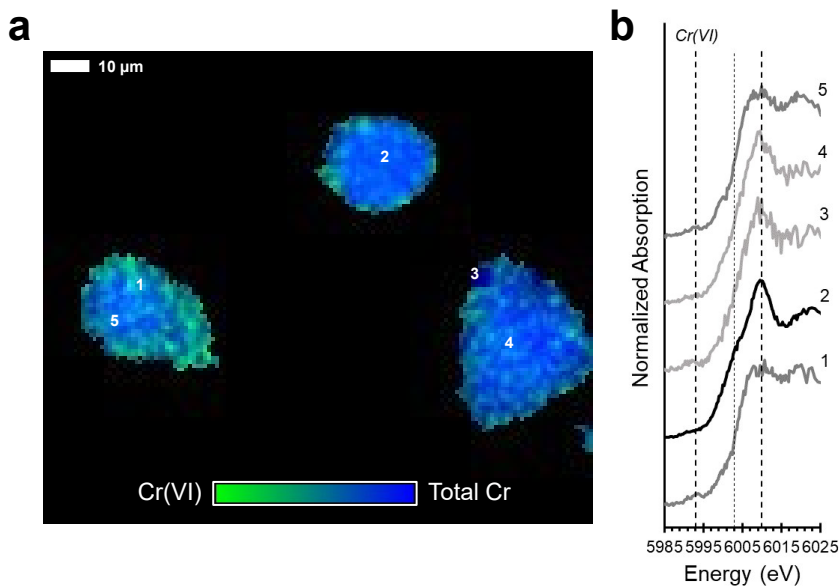 a
10 µm
2
1
5
3
4
Cr(VI)
Total Cr
b
Cr(VI)
5
4
3
2
1
Normalized Absorption
5985 5995 6005 6015 6025
Energy (eV)